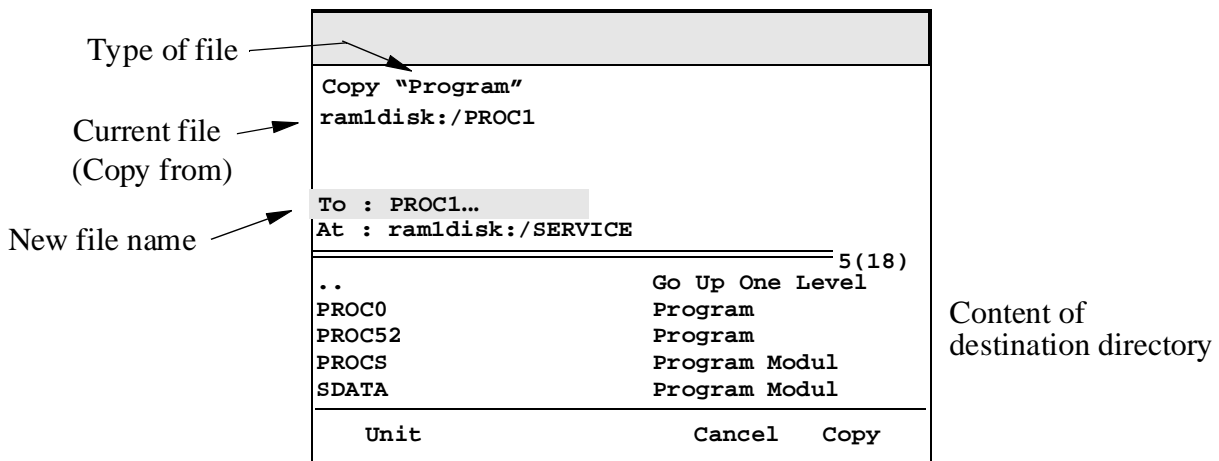 Type of file
Copy “Program”
ram1disk:/PROC1
Current file
(Copy from)
To : PROC1…
At : ram1disk:/SERVICE
New file name
5(18)
.. Go Up One Level
PROC0 Program
PROC52 Program
PROCS Program Modul
SDATA Program Modul
Content of
destination directory
Unit Cancel Copy